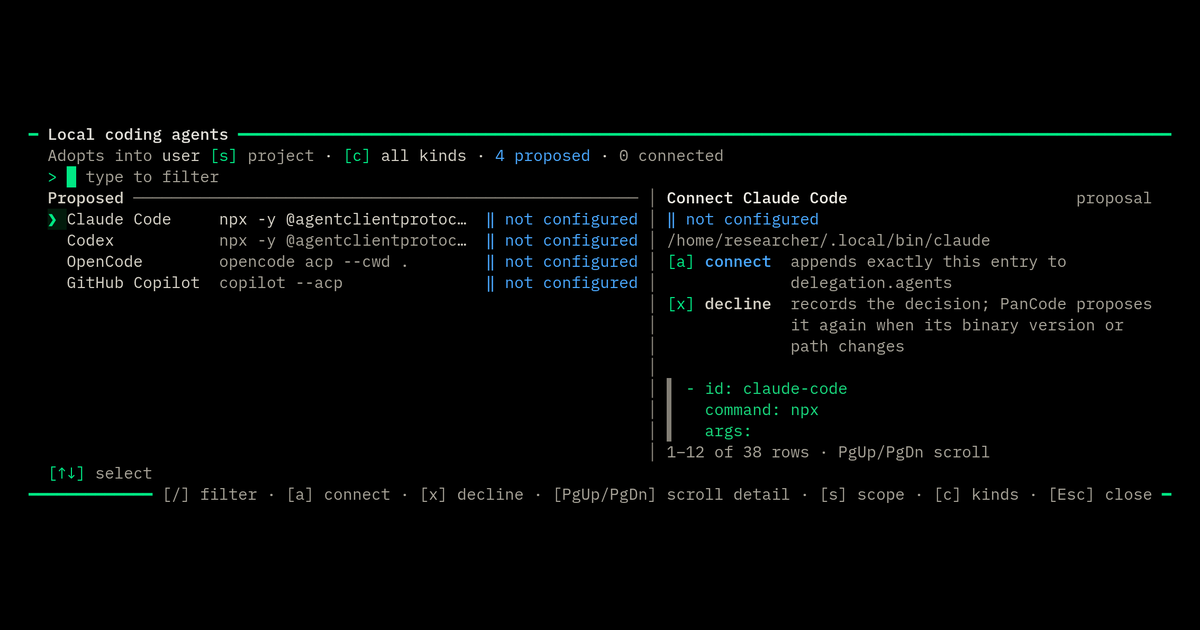 Local coding agents
Adopts into user [s] project · [c] all kinds · 4 proposed · 0 connected
> type to filter
Proposed
❯ Claude Code npx -y @agentclientprotoc… ‖ not configured
Codex npx -y @agentclientprotoc… ‖ not configured
OpenCode opencode acp --cwd . ‖ not configured
GitHub Copilot copilot --acp ‖ not configured
Connect Claude Code proposal
‖ not configured
/home/researcher/.local/bin/claude
[a] connect appends exactly this entry to
delegation.agents
[x] decline records the decision; PanCode proposes
it again when its binary version or
path changes
- id: claude-code
command: npx
args:
1–12 of 38 rows · PgUp/PgDn scroll
[↑↓] select
[/] filter · [a] connect · [x] decline · [PgUp/PgDn] scroll detail · [s] scope · [c] kinds · [Esc] close